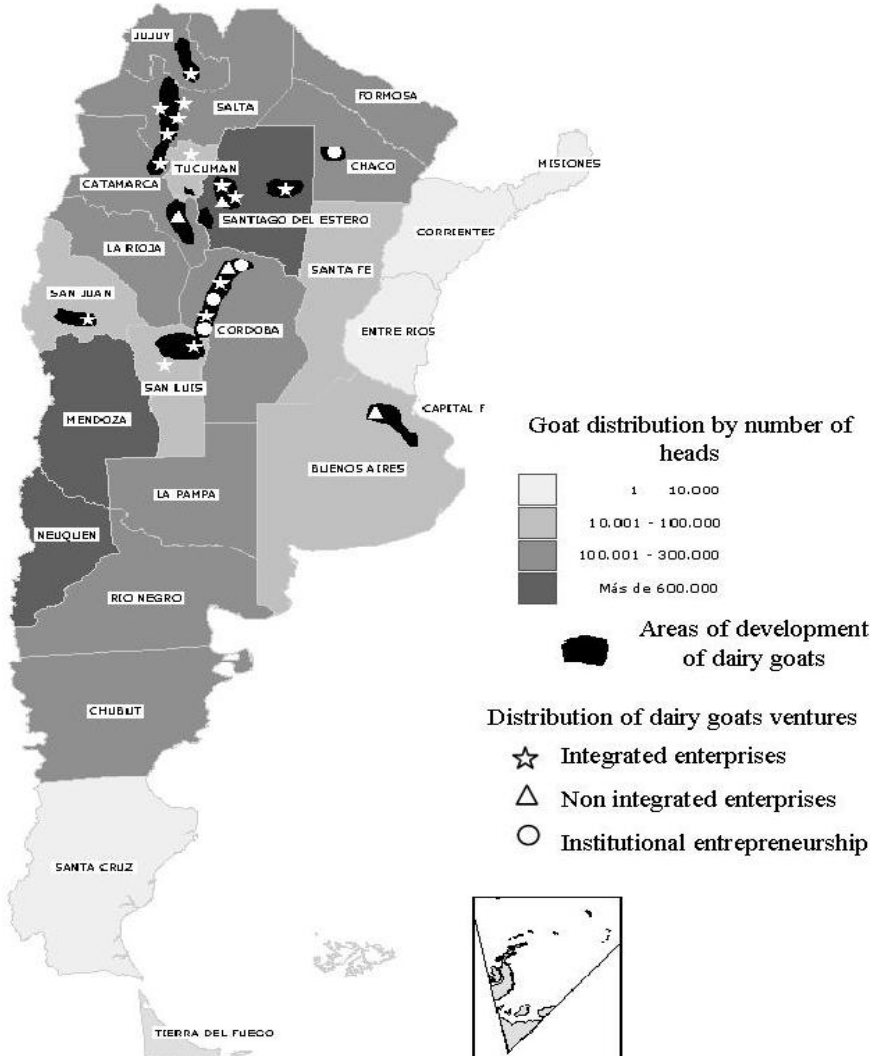 JUJUY
SALTA
FORMOSA
CHACO
MISIONES
TUCUMAN
CATAMARCA
SANTIAGO DEL ESTERO
CORRIENTES
LA RIOJA
SANTA FE
SAN JUAN
CORDOBA
ENTRE RIOS
SAN LUIS
CAPITAL F
MENDOZA
BUENOS AIRES
LA PAMPA
NEUQUEN
RIO NEGRO
CHUBUT
SANTA CRUZ
TIERRA DEL FUEGO
Goat distribution by number of
heads
1 10.000
10.001 - 100.000
100.001 - 300.000
Más de 600.000
Areas of development
of dairy goats
Distribution of dairy goats ventures
Integrated enterprises
Non integrated enterprises
Institutional entrepreneurship